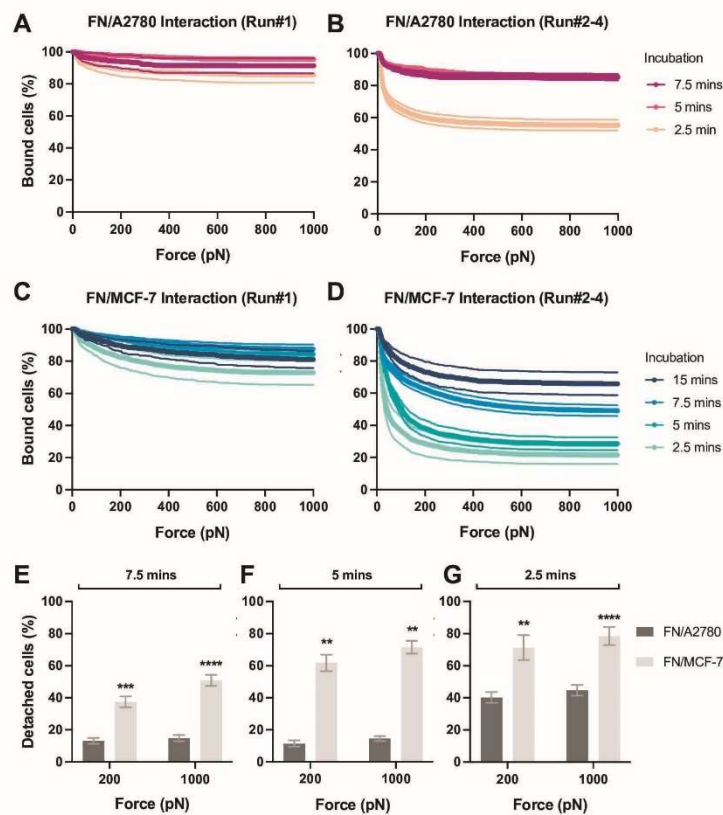 A FN/A2780 Interaction (Run#1)
Bound cells (%)
100
80
60
40
20
0
0 200 400 600 800 1000
Force (pN)
B FN/A2780 Interaction (Run#2-4)
100
80
60
40
20
0
0 200 400 600 800 1000
Force (pN)
Incubation
7.5 mins
5 mins
2.5 min
C FN/MCF-7 Interaction (Run#1)
Bound cells (%)
100
80
60
40
20
0
0 200 400 600 800 1000
Force (pN)
D FN/MCF-7 Interaction (Run#2-4)
100
80
60
40
20
0
0 200 400 600 800 1000
Force (pN)
Incubation
15 mins
7.5 mins
5 mins
2.5 mins
E 7.5 mins
Detached cells (%)
100
80
60
40
20
0
*** ****
200 1000
Force (pN)
F 5 mins
** **
200 1000
Force (pN)
G 2.5 mins
100
80
60
40
20
0
** ****
200 1000
Force (pN)
FN/A2780
FN/MCF-7